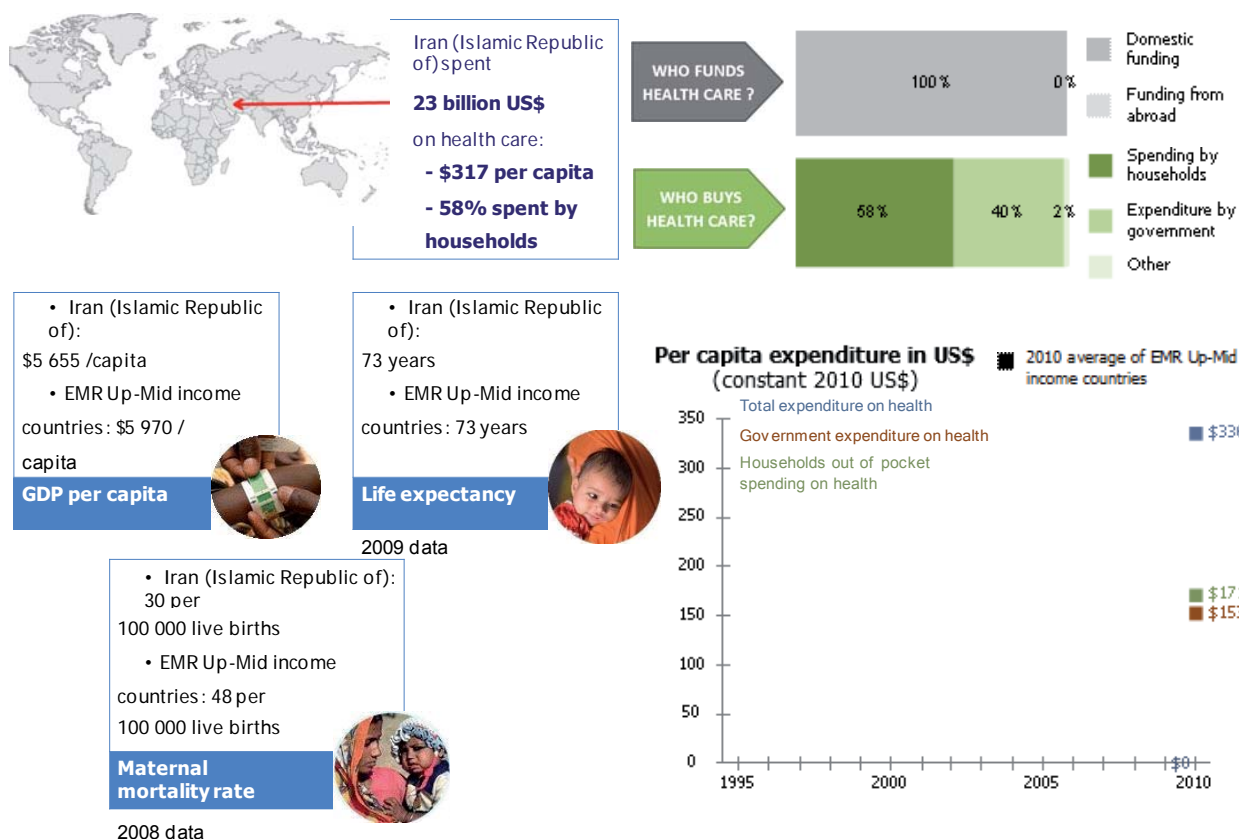 Iran (Islamic Republic
of) spent
23 billion US$
on health care:
- $317 per capita
- 58% spent by
households
WHO FUNDS
HEALTH CARE ?
100 %
0 %
Domestic
funding
Funding from
abroad
WHO BUYS
HEALTH CARE?
58 %
40 %
2 %
Spending by
households
Expenditure by
government
Other
• Iran (Islamic Republic
of):
$5 655 /capita
• EMR Up-Mid income
countries: $5 970 /
capita
GDP per capita
• Iran (Islamic Republic
of):
73 years
• EMR Up-Mid income
countries: 73 years
Life expectancy
2009 data
• Iran (Islamic Republic of):
30 per
100 000 live births
• EMR Up-Mid income
countries: 48 per
100 000 live births
Maternal
mortality rate
2008 data
Per capita expenditure in US$
(constant 2010 US$)
2010 average of EMR Up-Mid
income countries
Total expenditure on health
Government expenditure on health
Households out of pocket
spending on health
350
300
250
200
150
100
50
0
$17
$0
1995
2000
2005
2010